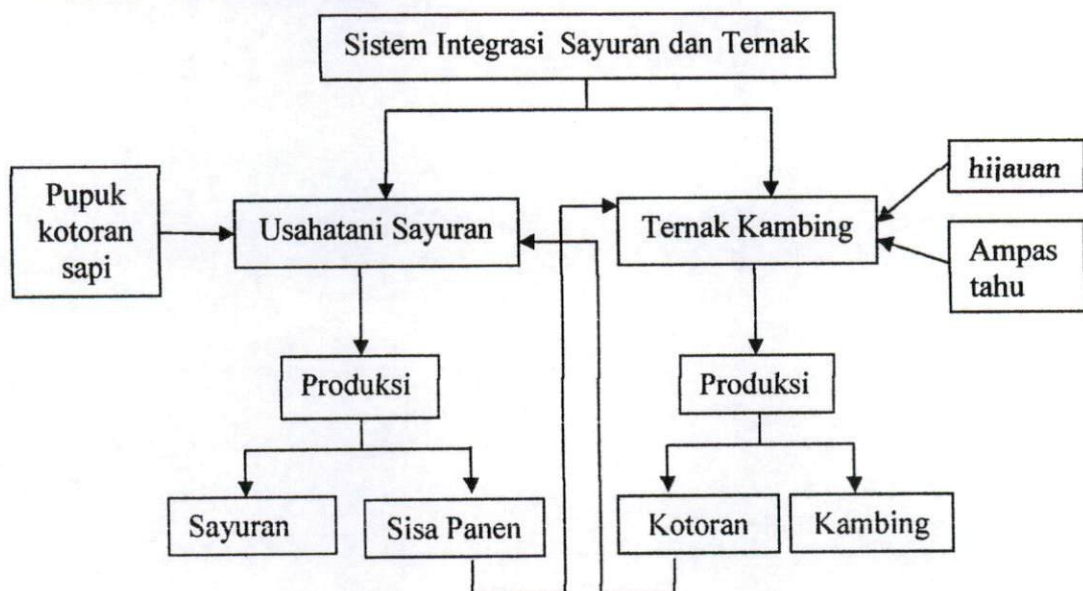 Sistem Integrasi Sayuran dan Ternak
Pupuk
kotoran
sapi
Usahatani Sayuran
Ternak Kambing
hijauan
Ampas
tahu
Produksi
Produksi
Sayuran
Sisa Panen
Kotoran
Kambing